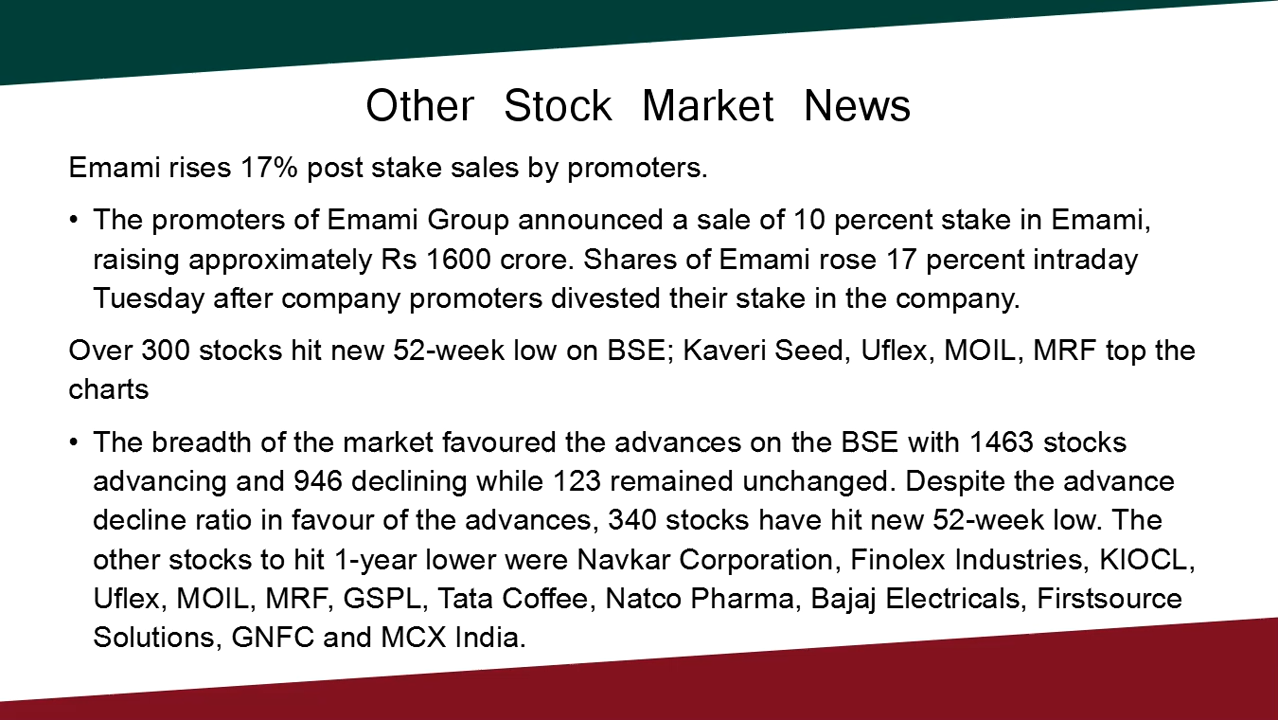 Other Stock Market News
Emami rises 17% post stake sales by promoters.
• The promoters of Emami Group announced a sale of 10 percent stake in Emami,
raising approximately Rs 1600 crore. Shares of Emami rose 17 percent intraday
Tuesday after company promoters divested their stake in the company.
Over 300 stocks hit new 52-week low on BSE; Kaveri Seed, Uflex, MOIL, MRF top the
charts
• The breadth of the market favoured the advances on the BSE with 1463 stocks
advancing and 946 declining while 123 remained unchanged. Despite the advance
decline ratio in favour of the advances, 340 stocks have hit new 52-week low. The
other stocks to hit 1-year lower were Navkar Corporation, Finolex Industries, KIOCL,
Uflex, MOIL, MRF, GSPL, Tata Coffee, Natco Pharma, Bajaj Electricals, Firstsource
Solutions, GNFC and MCX India.